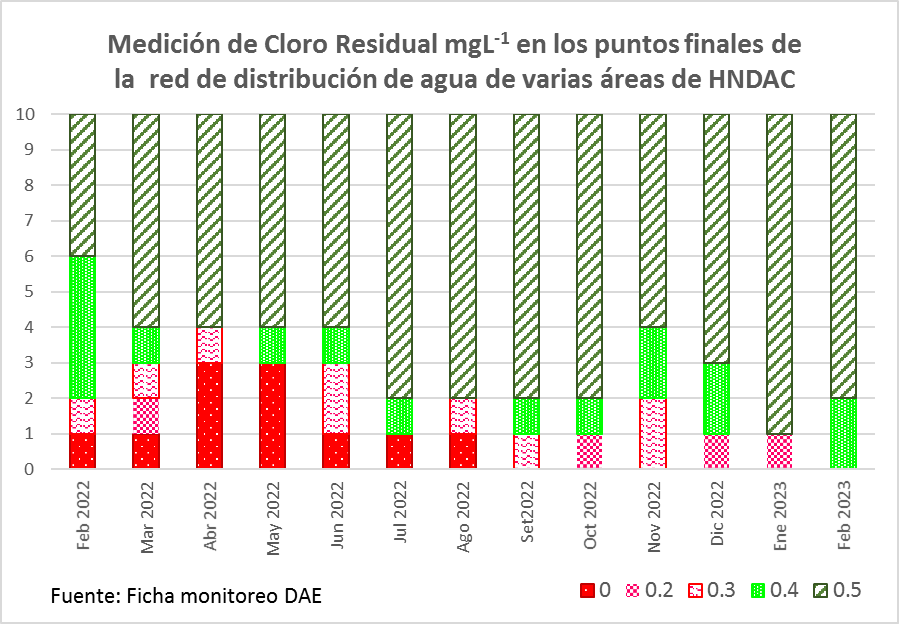 Medición de Cloro Residual mgL-1 en los puntos finales de
la red de distribución de agua de varias áreas de HNDAC
10
9
8
7
6
5
4
3
2
1
0
Feb 2022
Mar 2022
Abr 2022
May 2022
Jun 2022
Jul 2022
Ago 2022
Set2022
Oct 2022
Nov 2022
Dic 2022
Ene 2023
Feb 2023
Fuente: Ficha monitoreo DAE
0 0.2 0.3 0.4 0.5